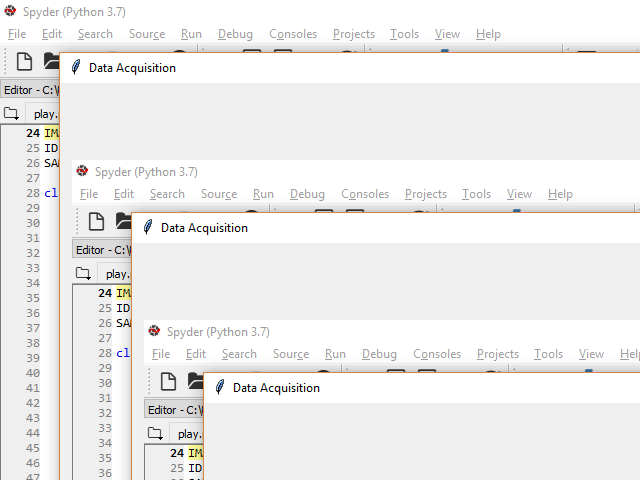 Spyder (Python 3.7)
File Edit Search Source Run Debug Consoles Projects Tools View Help
Data Acquisition
Editor - C:\
play.
24 IM
25 ID
26 SAM
27
28 cl
29
30
31
32
33
34
35
36
37
38
39
40
41
42
43
44
45
46
47
Spyder (Python 3.7)
File Edit Search Source Run Debug Consoles Projects Tools View Help
Data Acquisition
Editor - C:\
play.
24 IM
25 ID
26 SAM
27
28 cl
29
30
31
32
33
34
35
36
Spyder (Python 3.7)
File Edit Search Source Run Debug Consoles Projects Tools View He
Data Acquisition
Editor - C:\
play.
24 IM
25 ID